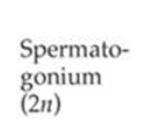 Spermato-
gonium
(2n)